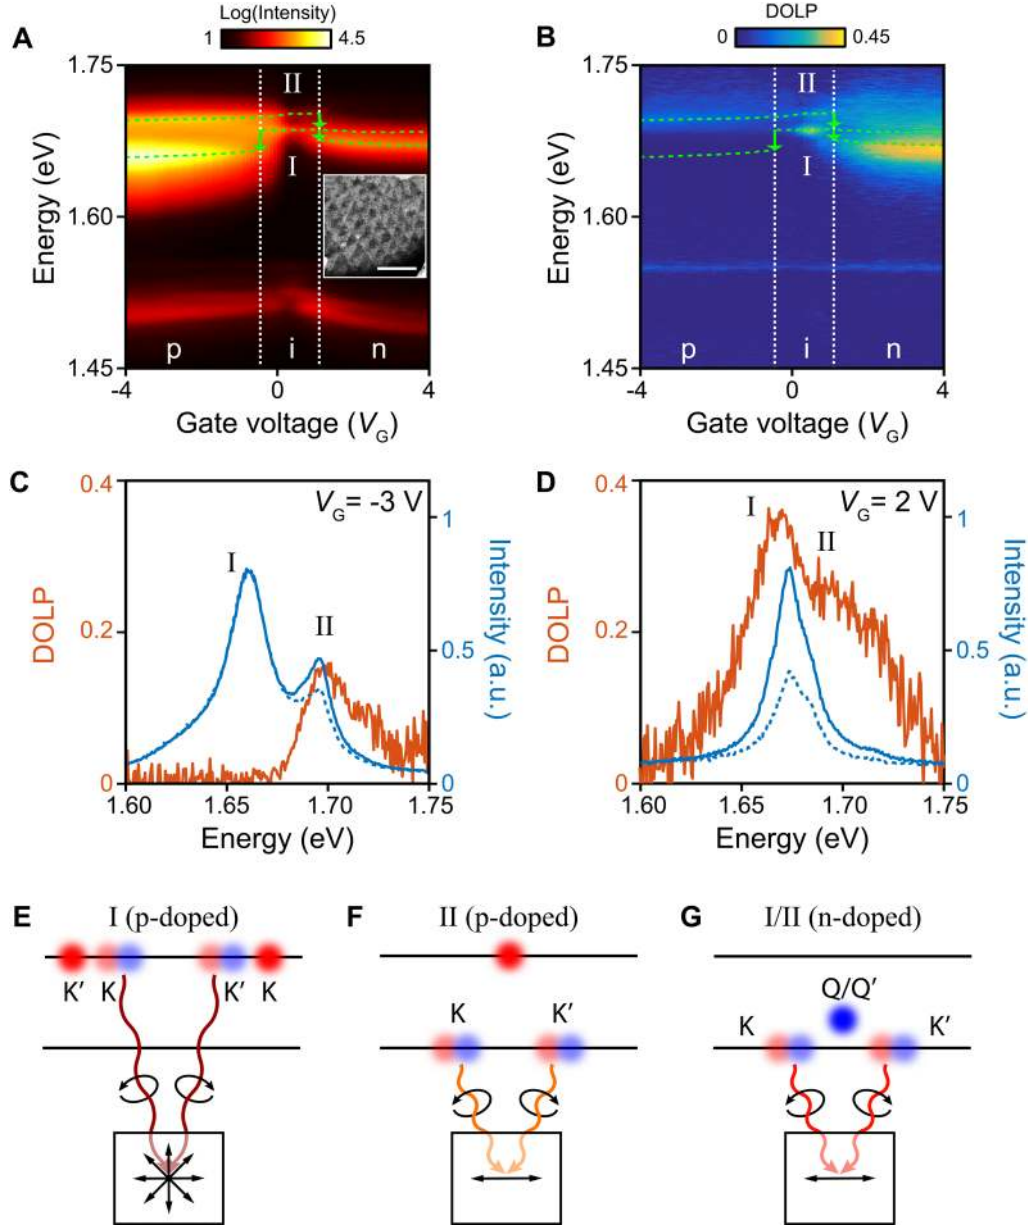 Log(Intensity)
1 4.5
A
1.75
1.60
1.45
Energy (eV)
II
I
p i n
-4 0 4
Gate voltage (V_G)
DOLP
0 0.45
B
1.75
1.60
1.45
Energy (eV)
II
I
p i n
-4 0 4
Gate voltage (V_G)
C
V_G= -3 V
0.4
0.2
0
DOLP
I
II
1
0.5
0
Intensity (a.u.)
1.60 1.65 1.70 1.75
Energy (eV)
D
V_G= 2 V
0.4
0.2
0
DOLP
I
II
1
0.5
0
Intensity (a.u.)
1.60 1.65 1.70 1.75
Energy (eV)
E I (p-doped)
K′ K K′ K
F II (p-doped)
K K′
G I/II (n-doped)
Q/Q′
K K′